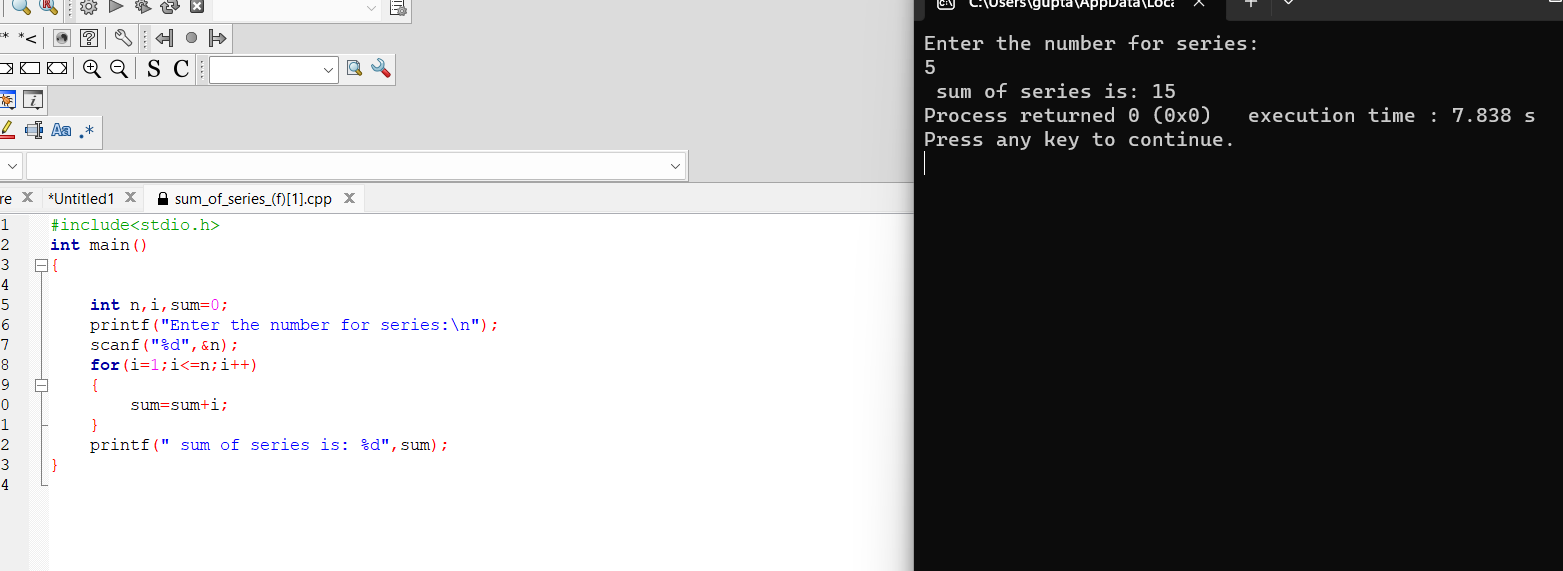 ** *<
S C
i
Aa .*
re *Untitled1 sum_of_series_(f)[1].cpp
1 #include<stdio.h>
2 int main()
3 {
4
5 int n,i,sum=0;
6 printf("Enter the number for series:\n");
7 scanf("%d",&n);
8 for(i=1;i<=n;i++)
9 {
0 sum=sum+i;
1 }
2 printf(" sum of series is: %d",sum);
3 }
4
C:\Users\gupta\AppData\Loca
Enter the number for series:
5
sum of series is: 15
Process returned 0 (0x0) execution time : 7.838 s
Press any key to continue.